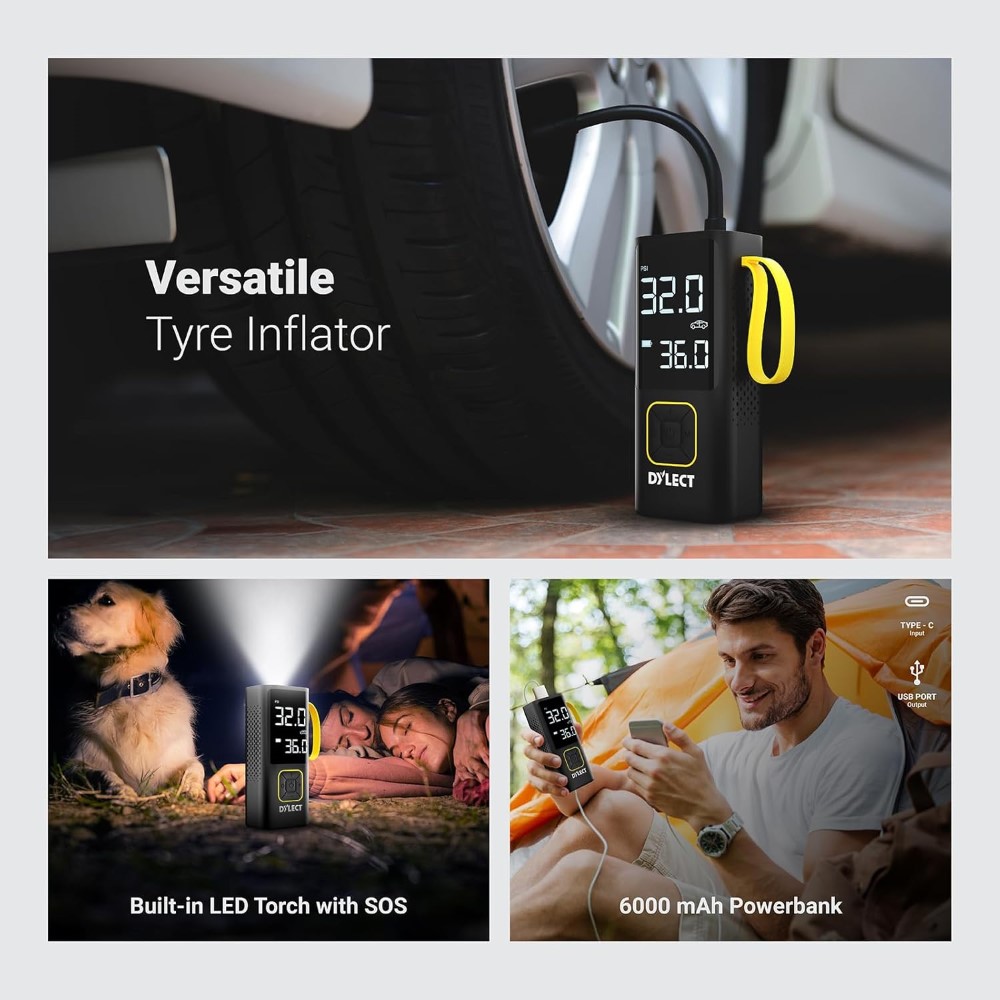 Versatile
Tyre Inflator
PSI
32.0
36.0
DYLECT
32.0
36.0
DYLECT
Built-in LED Torch with SOS
TYPE - C
Input
USB PORT
Output
32.0
36.0
DYLECT
6000 mAh Powerbank